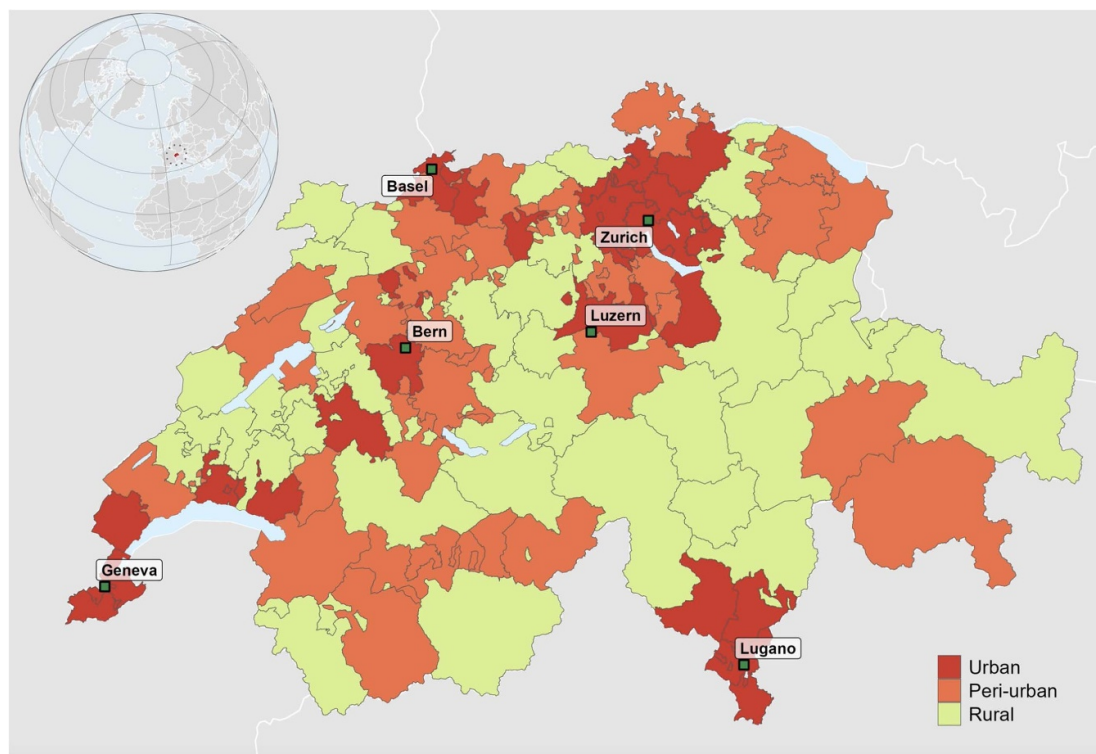 Basel
Zurich
Luzern
Bern
Geneva
Lugano
Urban
Peri-urban
Rural